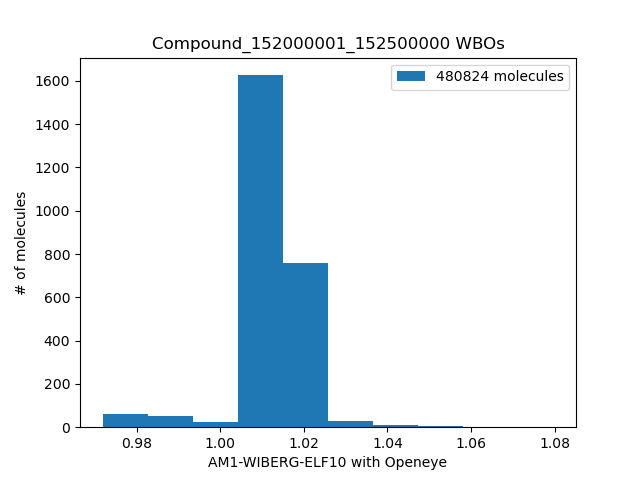 Compound_152000001_152500000 WBOs
480824 molecules
# of molecules
1600
1400
1200
1000
800
600
400
200
0
0.98 1.00 1.02 1.04 1.06 1.08
AM1-WIBERG-ELF10 with Openeye